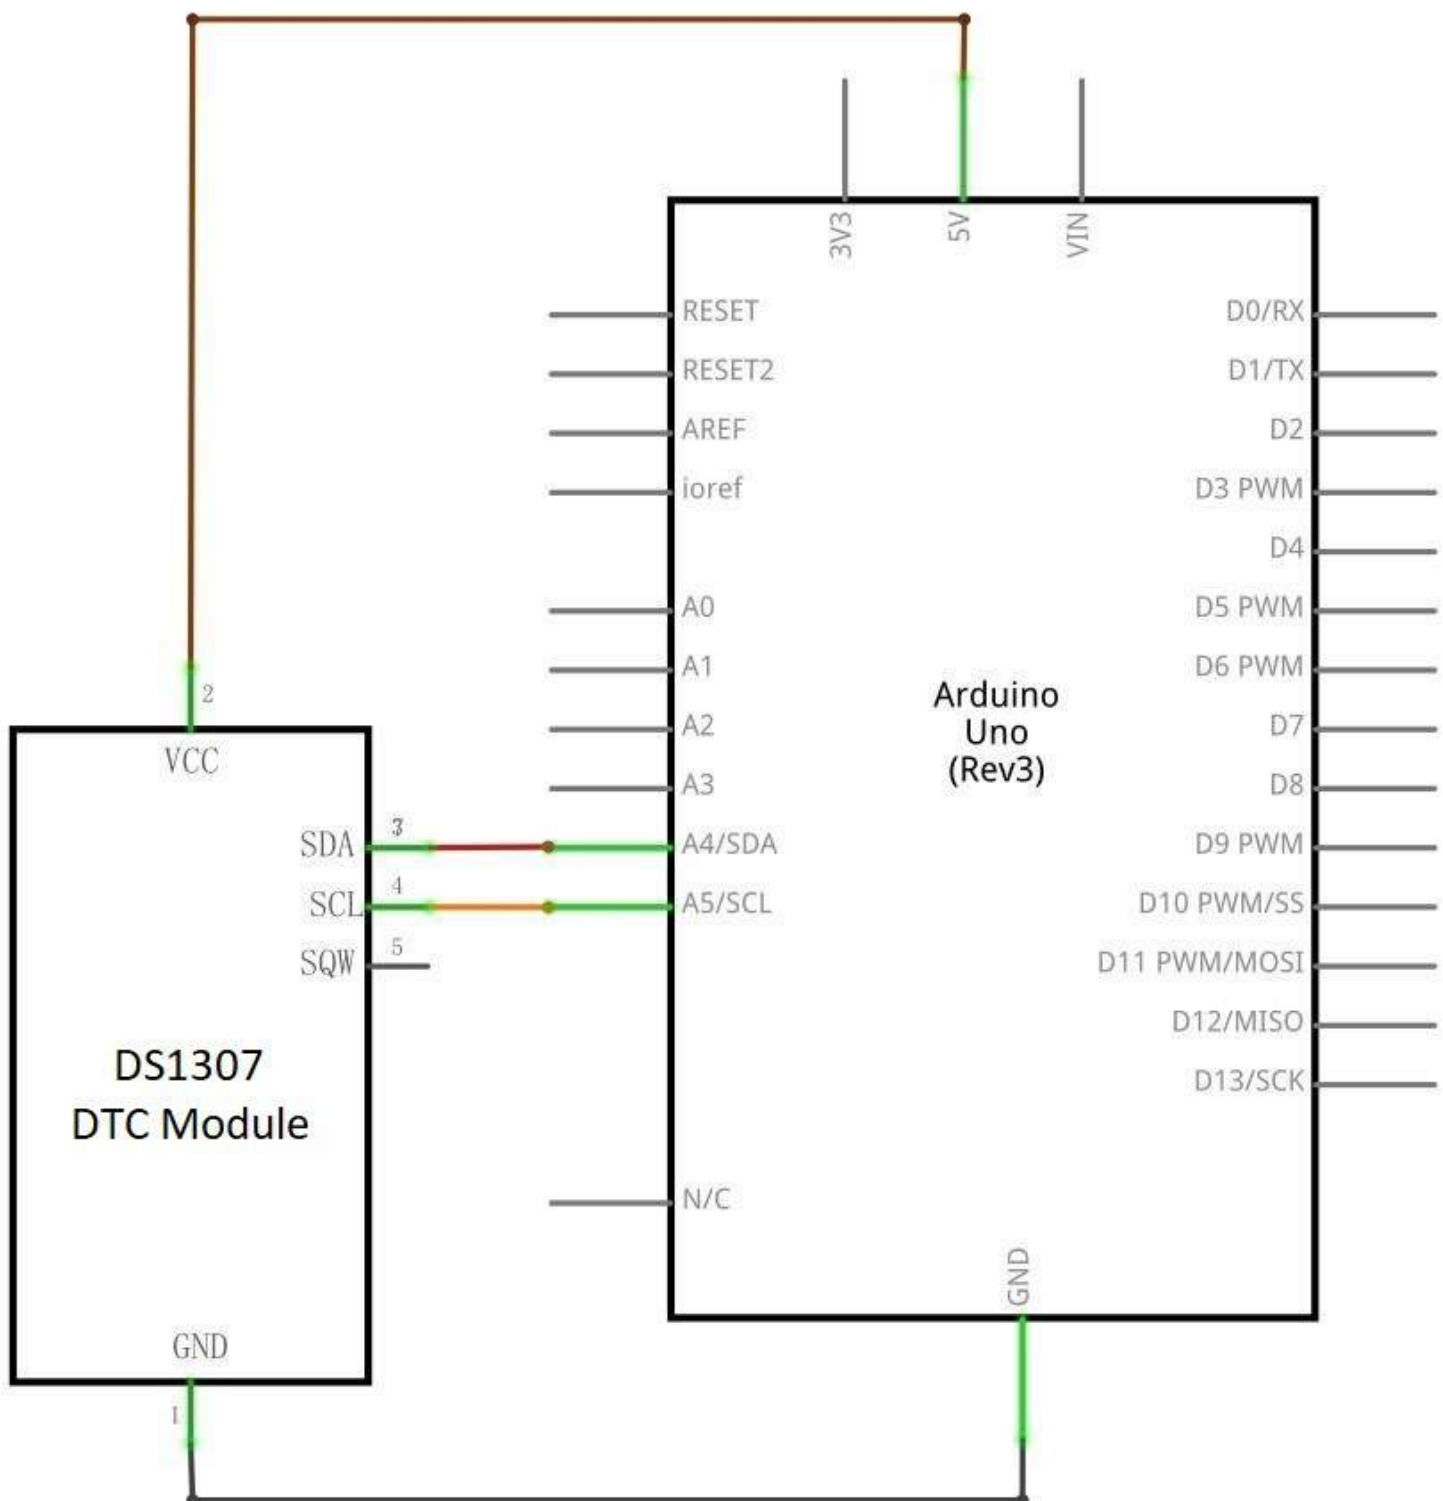 3V3
5V
VIN
RESET
RESET2
AREF
ioref
A0
A1
A2
A3
A4/SDA
A5/SCL
N/C
GND
Arduino
Uno
(Rev3)
D0/RX
D1/TX
D2
D3 PWM
D4
D5 PWM
D6 PWM
D7
D8
D9 PWM
D10 PWM/SS
D11 PWM/MOSI
D12/MISO
D13/SCK
2
VCC
SDA 3
SCL 4
SQW 5
DS1307
DTC Module
GND
1